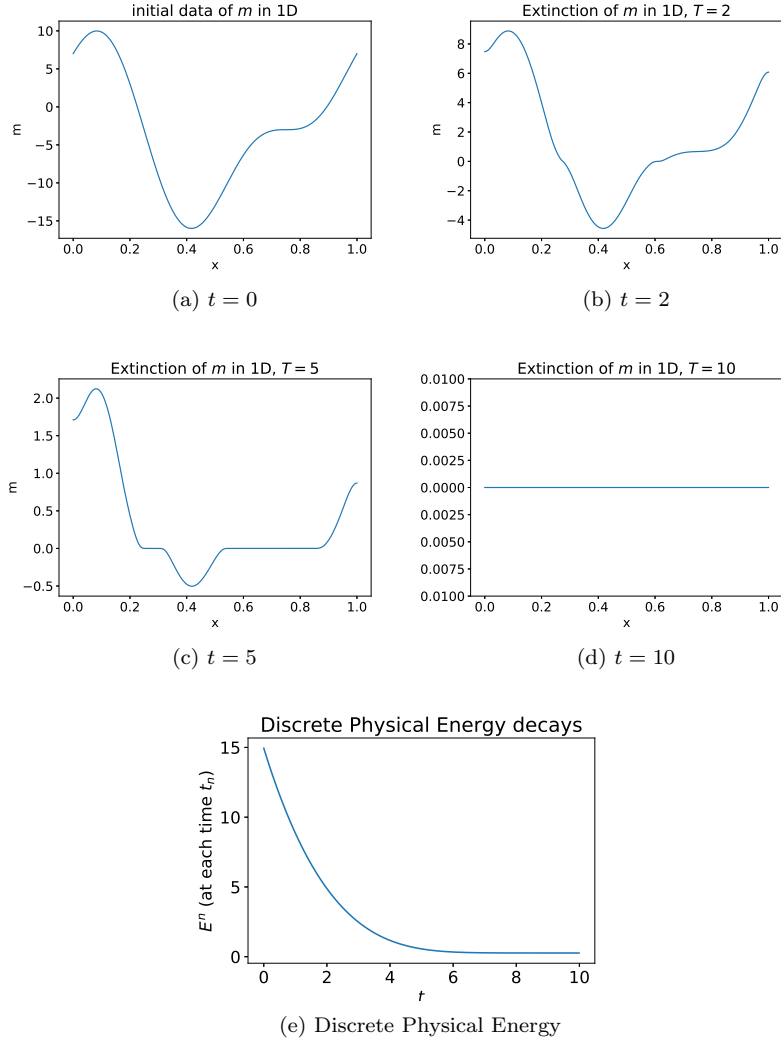 initial data of m in 1D
10
5
0
−5
−10
−15
m
0.0 0.2 0.4 0.6 0.8 1.0
x
(a) t = 0
Extinction of m in 1D, T = 2
8
6
4
2
0
−2
−4
m
0.0 0.2 0.4 0.6 0.8 1.0
x
(b) t = 2
Extinction of m in 1D, T = 5
2.0
1.5
1.0
0.5
0.0
−0.5
m
0.0 0.2 0.4 0.6 0.8 1.0
x
(c) t = 5
Extinction of m in 1D, T = 10
0.0100
0.0075
0.0050
0.0025
0.0000
0.0025
0.0050
0.0075
0.0100
0.0 0.2 0.4 0.6 0.8 1.0
x
(d) t = 10
Discrete Physical Energy decays
15
10
5
0
Eⁿ (at each time tₙ)
0 2 4 6 8 10
t
(e) Discrete Physical Energy